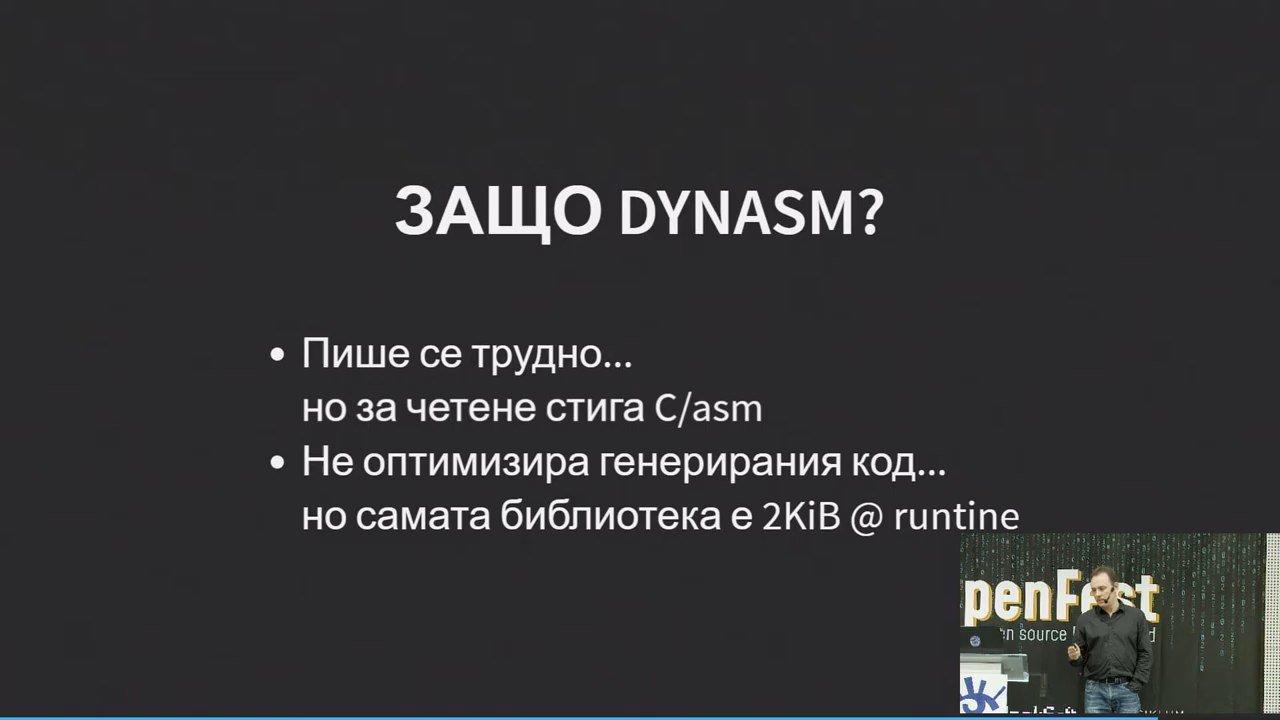 ЗАЩО DYNASM?
Пише се трудно...
но за четене стига C/asm
Не оптимизира генерирания код...
но самата библиотека е 2KiB @ runtine
penFest
n source
d